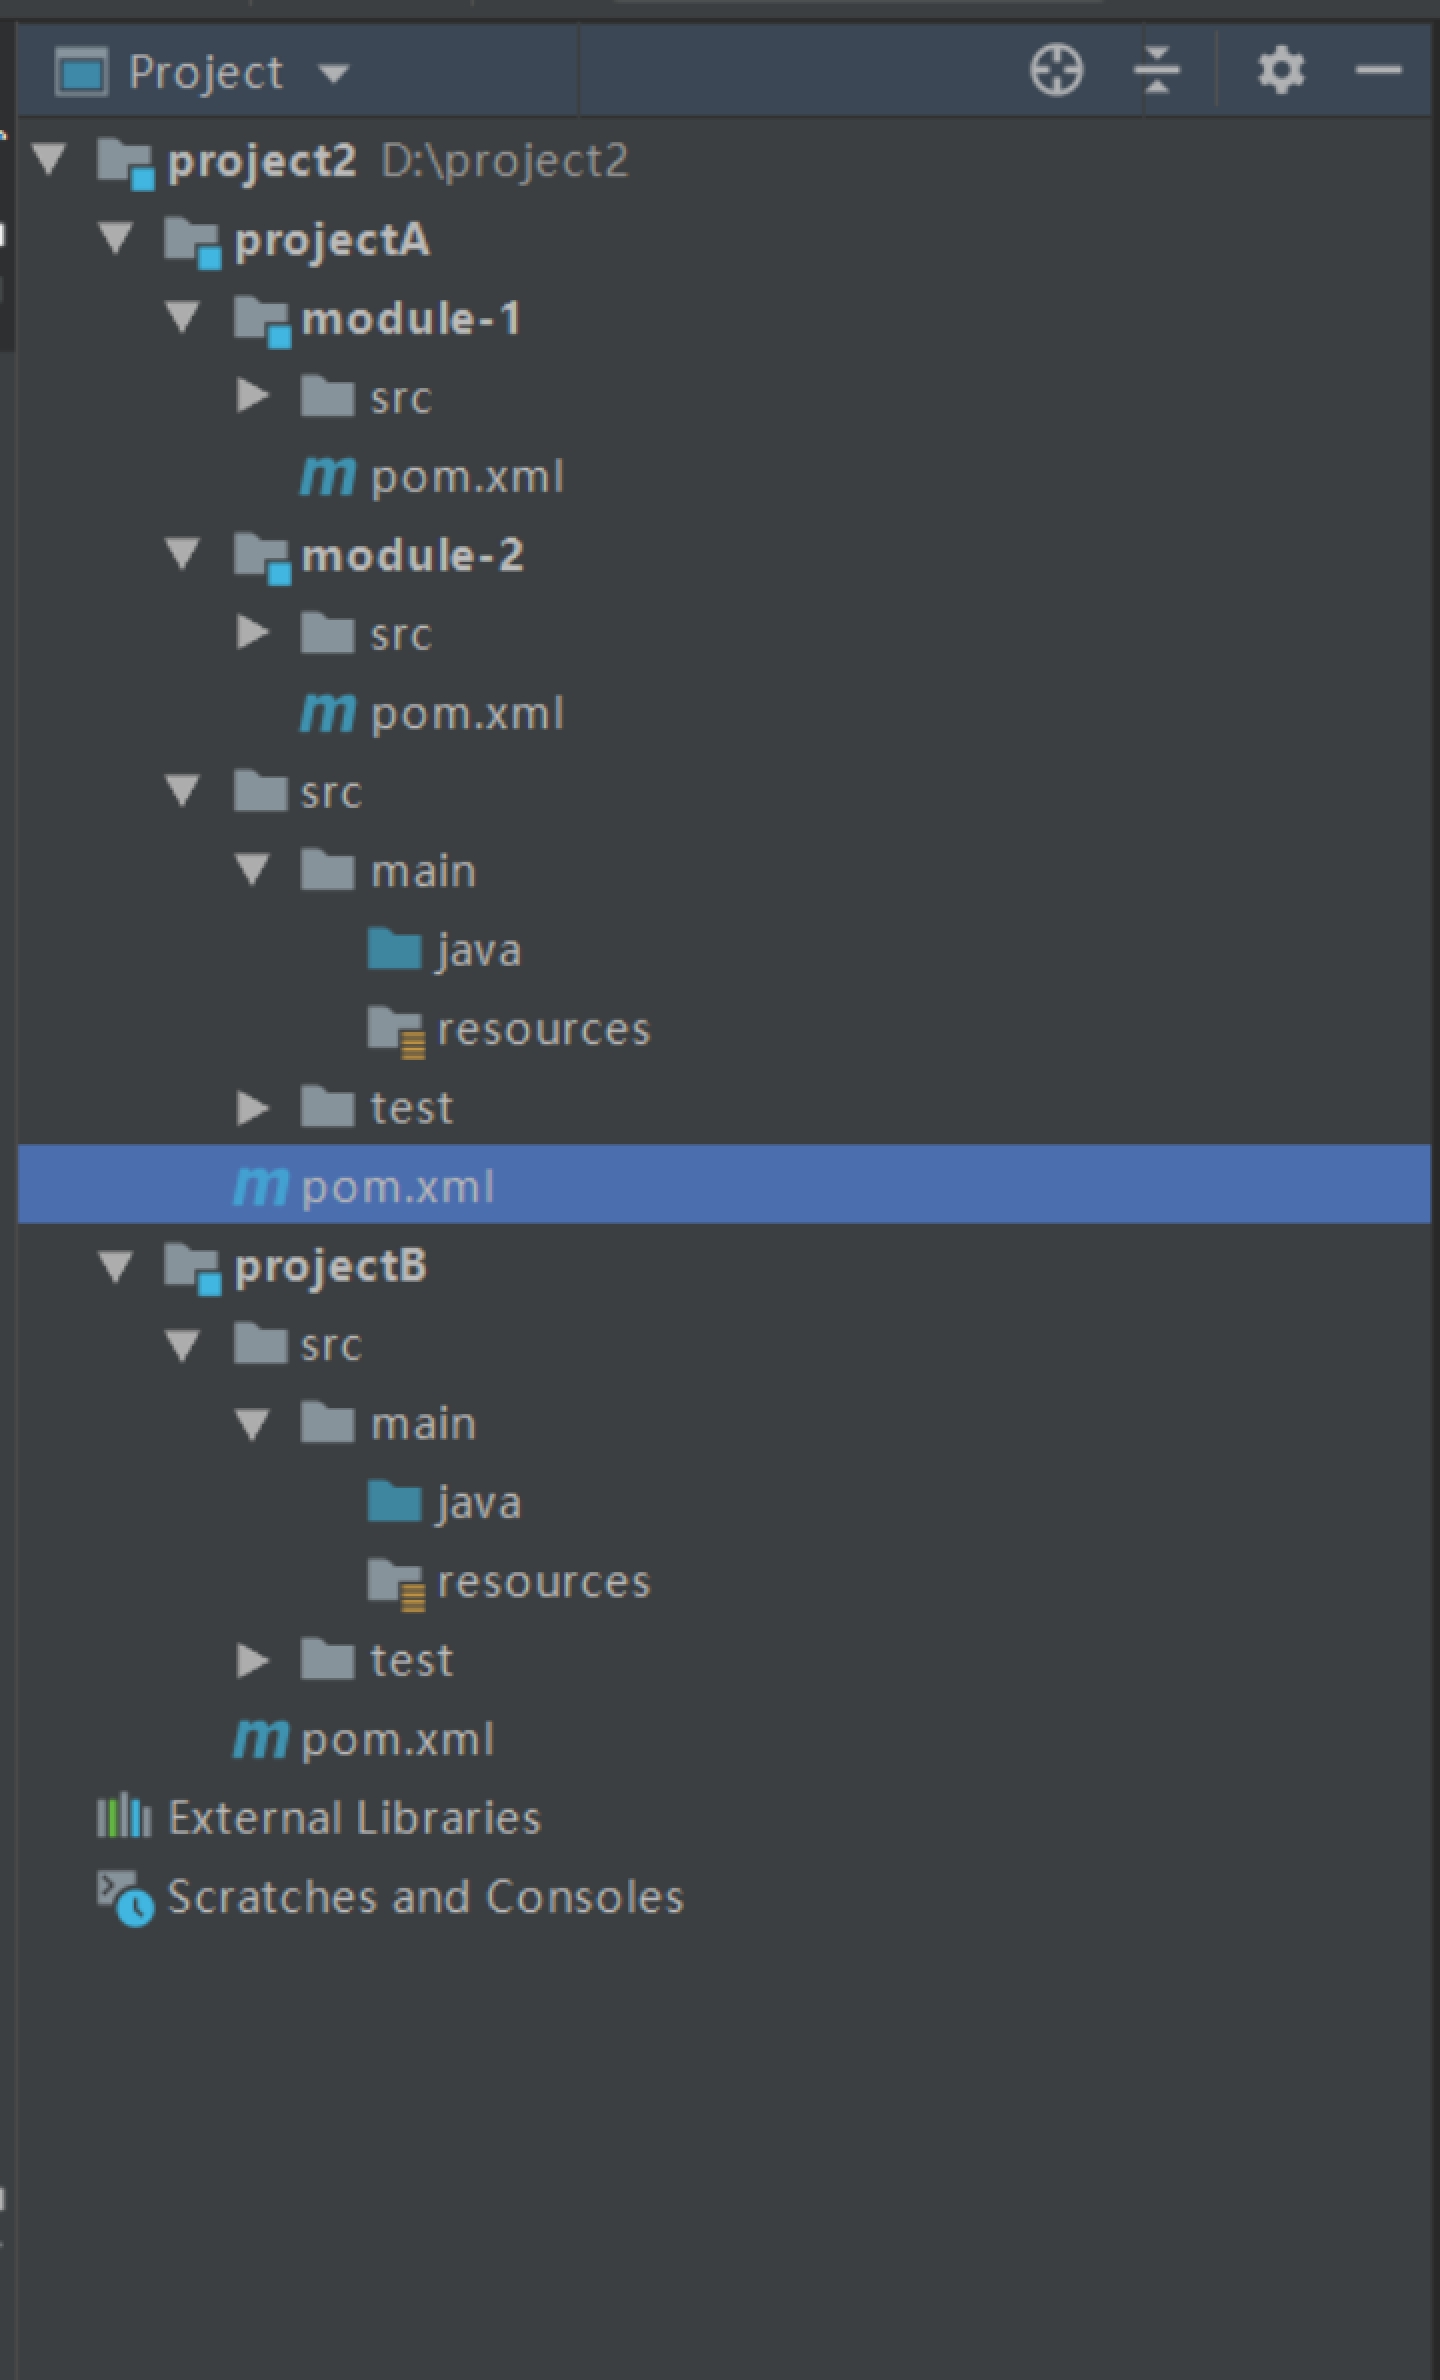 Project
project2 D:\project2
projectA
module-1
src
m pom.xml
module-2
src
m pom.xml
src
main
java
resources
test
m pom.xml
projectB
src
main
java
resources
test
m pom.xml
External Libraries
Scratches and Consoles